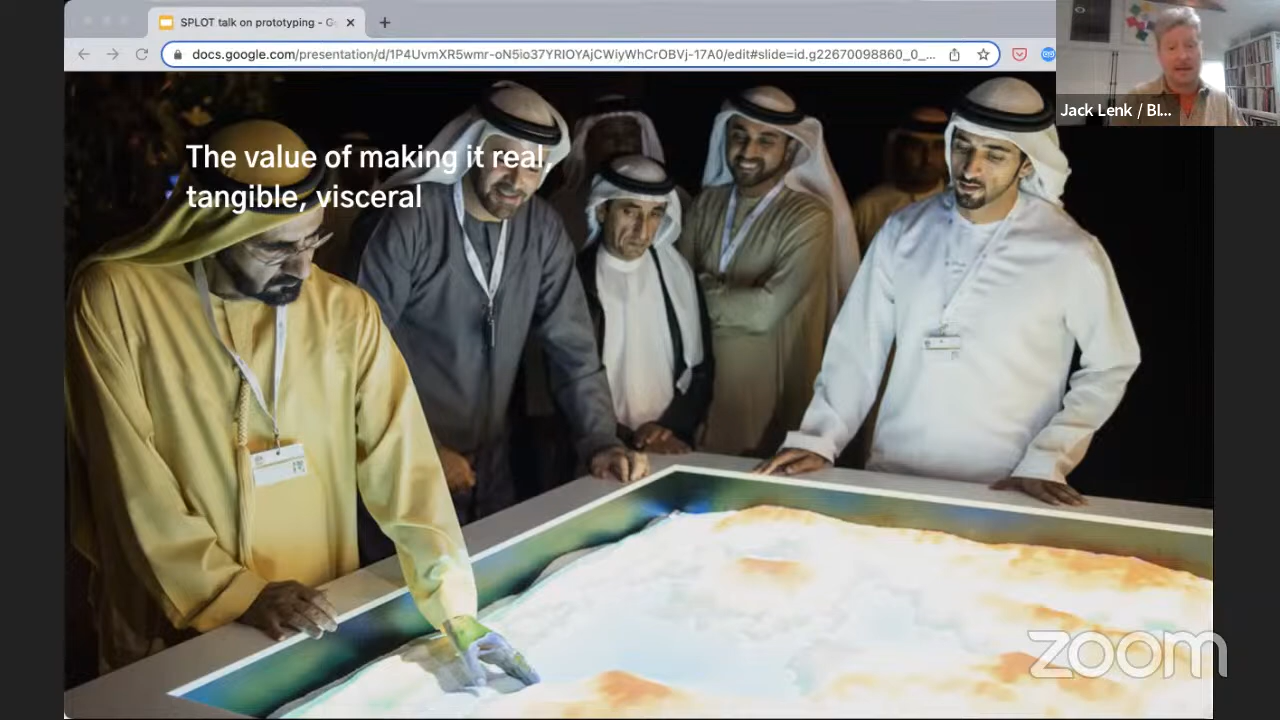 SPLOT talk on prototyping - G
docs.google.com/presentation/d/1P4UvmXR5wmr-oN5io37YRIOYAjCWiyWhCrOBVj-17A0/edit#slide=id.g22670098860_0_...
Jack Lenk / Bl...
The value of making it real,
tangible, visceral
zoom